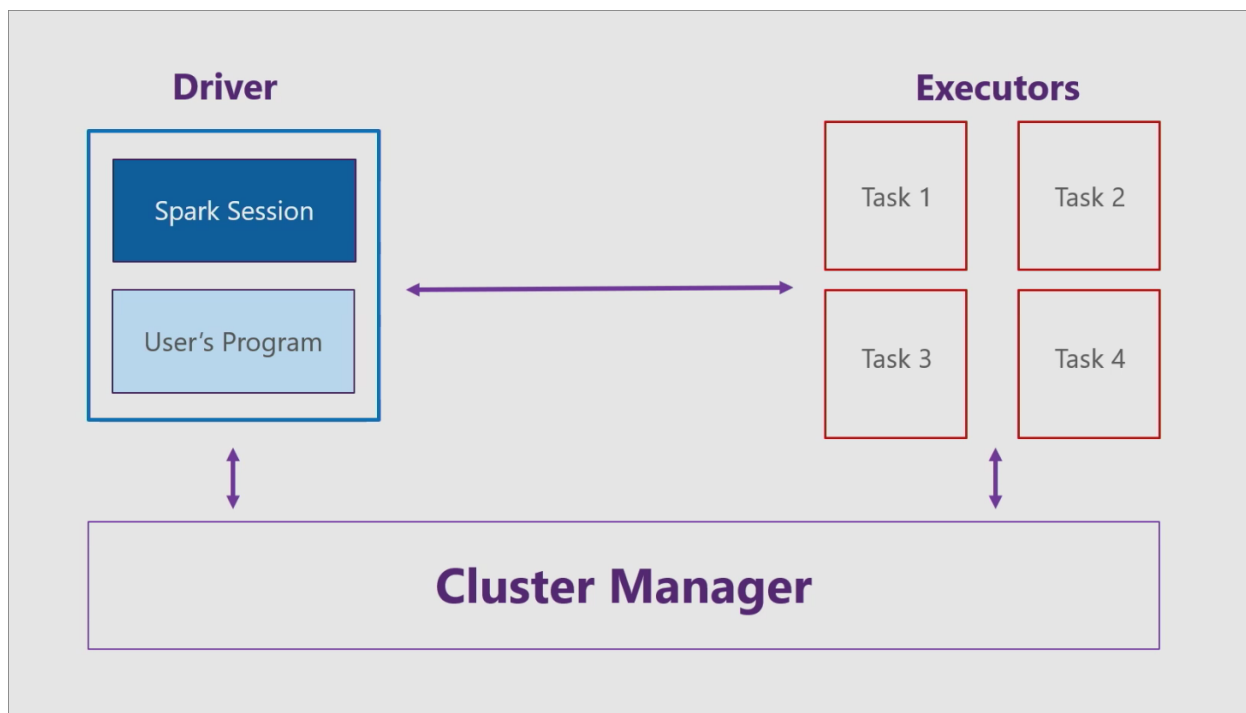 Driver
Executors
Spark Session
User’s Program
Task 1
Task 2
Task 3
Task 4
Cluster Manager